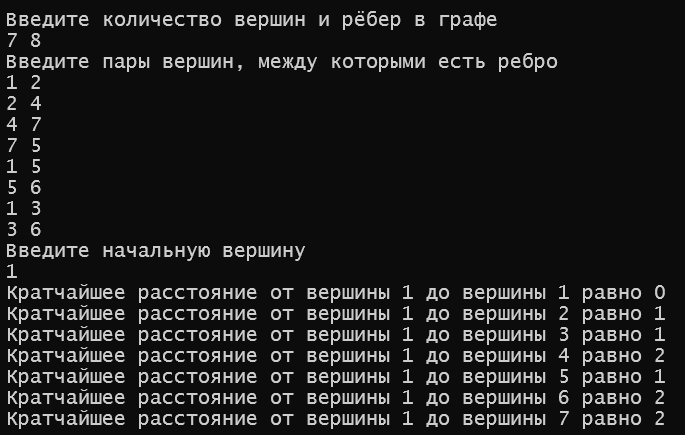 Введите количество вершин и рёбер в графе
7 8
Введите пары вершин, между которыми есть ребро
1 2
2 4
4 7
7 5
1 5
5 6
1 3
3 6
Введите начальную вершину
1
Кратчайшее расстояние от вершины 1 до вершины 1 равно 0
Кратчайшее расстояние от вершины 1 до вершины 2 равно 1
Кратчайшее расстояние от вершины 1 до вершины 3 равно 1
Кратчайшее расстояние от вершины 1 до вершины 4 равно 2
Кратчайшее расстояние от вершины 1 до вершины 5 равно 1
Кратчайшее расстояние от вершины 1 до вершины 6 равно 2
Кратчайшее расстояние от вершины 1 до вершины 7 равно 2